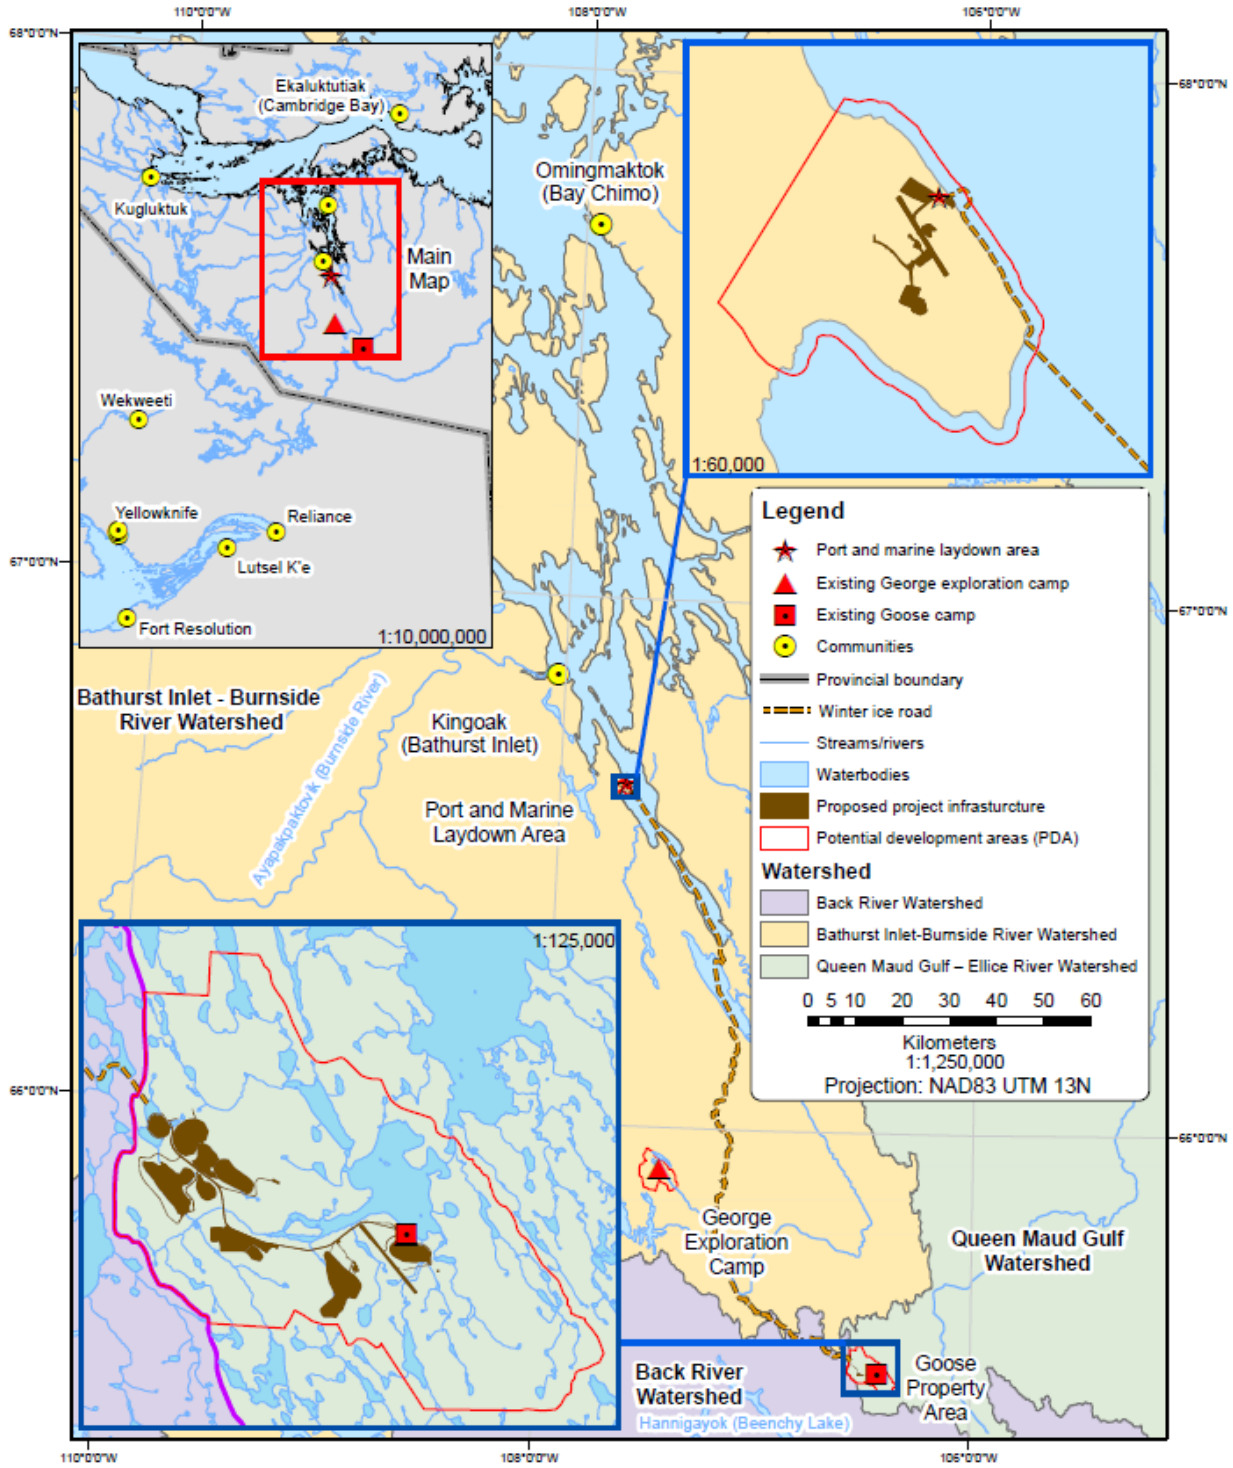 110°0'0"W
108°0'0"W
106°0'0"W
68°0'0"N
68°0'0"N
Ekaluktutiak
(Cambridge Bay)
Kugluktuk
Main
Map
Wekweeti
Yellowknife
Reliance
Lutsel K'e
Fort Resolution
1:10,000,000
Omingmaktok
(Bay Chimo)
1:60,000
67°0'0"N
67°0'0"N
Legend
Port and marine laydown area
Existing George exploration camp
Existing Goose camp
Communities
Provincial boundary
Winter ice road
Streams/rivers
Waterbodies
Proposed project infrasturcture
Potential development areas (PDA)
Watershed
Back River Watershed
Bathurst Inlet-Burnside River Watershed
Queen Maud Gulf – Ellice River Watershed
0 5 10 20 30 40 50 60
Kilometers
1:1,250,000
Projection: NAD83 UTM 13N
Bathurst Inlet - Burnside
River Watershed
Ayapakpaktovik (Burnside River)
Kingoak
(Bathurst Inlet)
Port and Marine
Laydown Area
1:125,000
66°0'0"N
66°0'0"N
George
Exploration
Camp
Queen Maud Gulf
Watershed
Back River
Watershed
Hannigayok (Beenchy Lake)
Goose
Property
Area
110°0'0"W
108°0'0"W
106°0'0"W